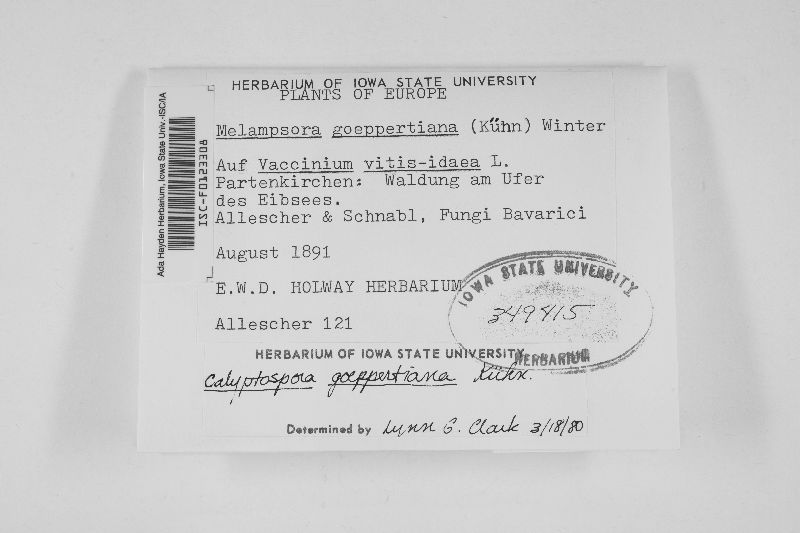 HERBARIUM OF IOWA STATE UNIVERSITY
PLANTS OF EUROPE
Melampsora goeppertiana (Kühn) Winter
Auf Vaccinium vitis-idaea L.
Partenkirchen: Waldung am Ufer
des Eibsees.
Allescher & Schnabl, Fungi Bavarici
August 1891
E.W.D. HOLWAY HERBARIUM
Allescher 121
IOWA STATE UNIVERSITY
349415
HERBARIUM
HERBARIUM OF IOWA STATE UNIVERSITY
Calyptospora goeppertiana Kühn.
Determined by Lynn G. Clark 3/18/80
Ada Hayden Herbarium, Iowa State Univ.-ISC/IA
ISC-F0123308